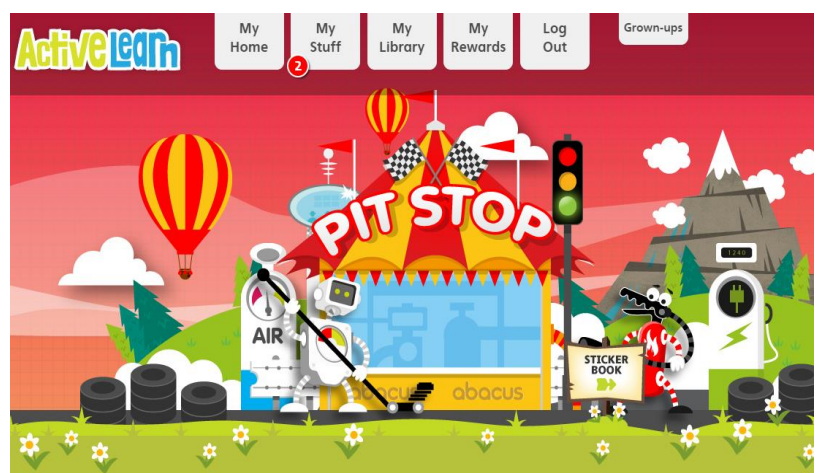 ActiveLearn
My
Home
My
Stuff
2
My
Library
My
Rewards
Log
Out
Grown-ups
PIT STOP
1240
AIR
STICKER
BOOK
abacus abacus